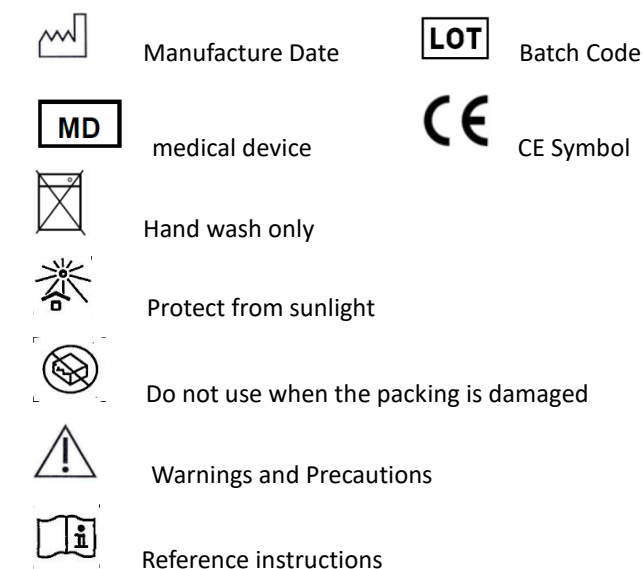 Manufacture Date
LOT Batch Code
MD medical device
CE CE Symbol
Hand wash only
Protect from sunlight
Do not use when the packing is damaged
Warnings and Precautions
i Reference instructions